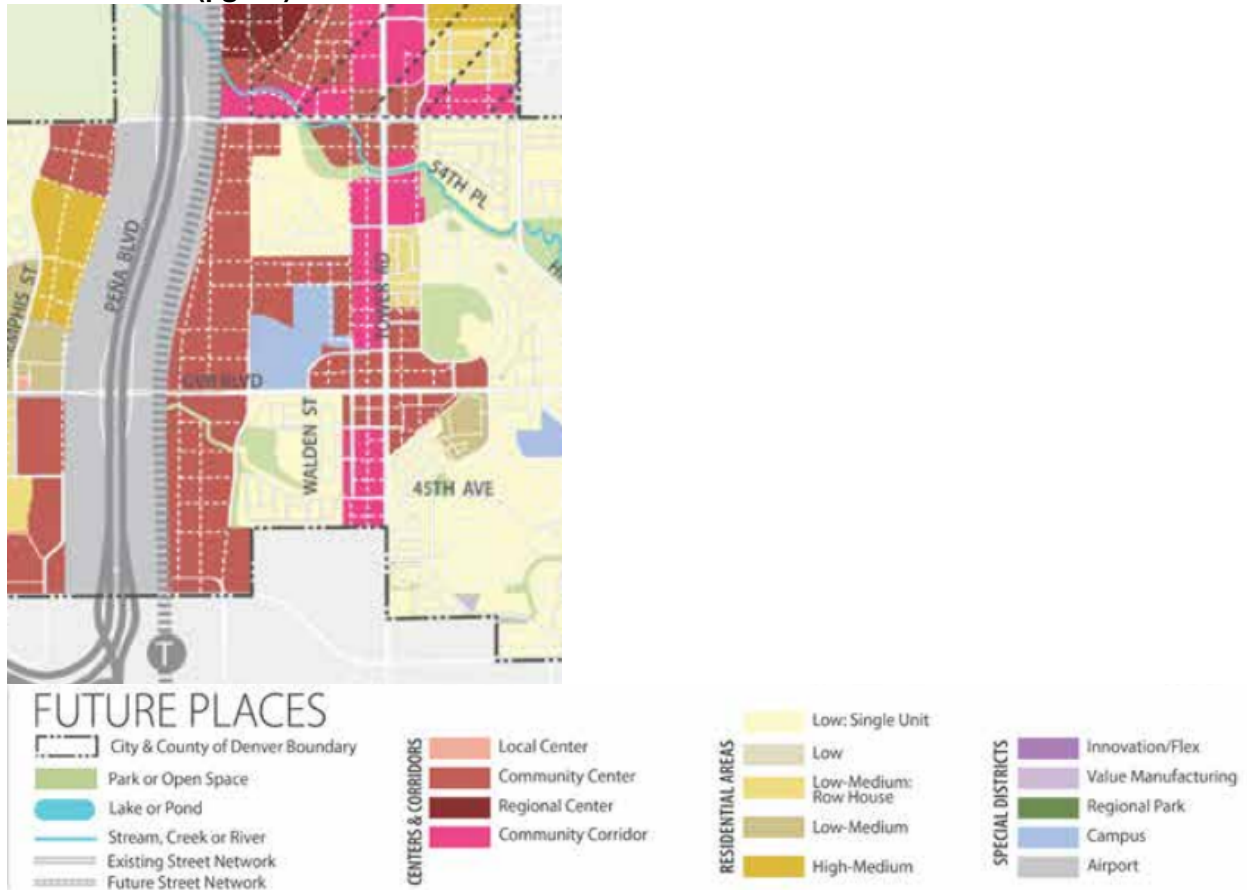 54TH PL
PEÑA BLVD
TOWER RD
GVR BLVD
WALDEN ST
45TH AVE
T
FUTURE PLACES
City & County of Denver Boundary
Park or Open Space
Lake or Pond
Stream, Creek or River
Existing Street Network
Future Street Network
CENTERS & CORRIDORS
Local Center
Community Center
Regional Center
Community Corridor
RESIDENTIAL AREAS
Low: Single Unit
Low
Low-Medium:
Row House
Low-Medium
High-Medium
SPECIAL DISTRICTS
Innovation/Flex
Value Manufacturing
Regional Park
Campus
Airport